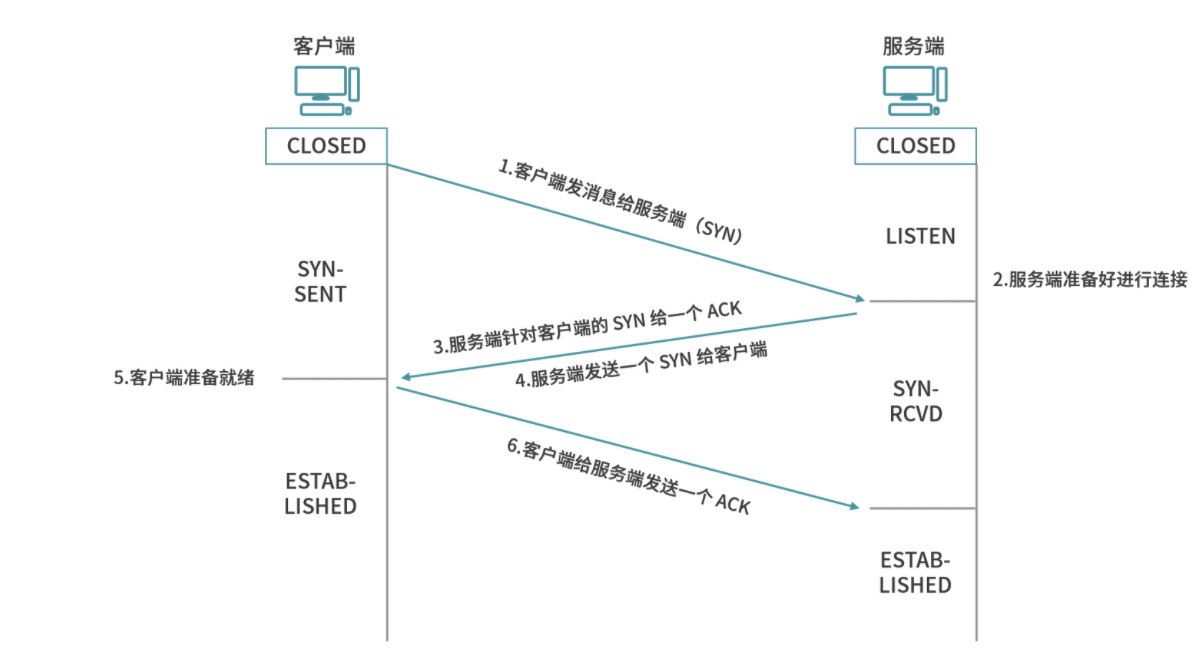 客户端
服务端
CLOSED
CLOSED
1.客户端发消息给服务端（SYN）
LISTEN
SYN-
SENT
2.服务端准备好进行连接
3.服务端针对客户端的 SYN 给一个 ACK
4.服务端发送一个 SYN 给客户端
5.客户端准备就绪
SYN-
RCVD
6.客户端给服务端发送一个 ACK
ESTAB-
LISHED
ESTAB-
LISHED